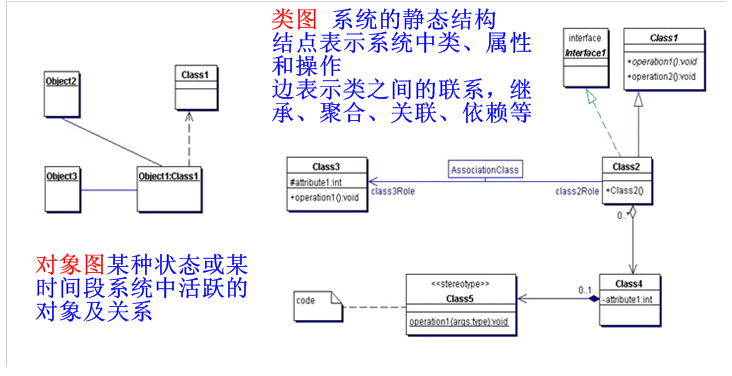 类图 系统的静态结构
结点表示系统中类、属性
和操作
边表示类之间的联系，继
承、聚合、关联、依赖等
Object2
Class1
Object3
Object1:Class1
对象图某种状态或某
时间段系统中活跃的
对象及关系
interface
Interface1
Class1
+operation1():void
+operation2():void
Class3
#attribute1:int
+operation1():void
class3Role
AssociationClass
class2Role
Class2
+Class2()
0..*
Class4
-attribute1:int
0..1
<<stereotype>>
Class5
operation1(args:type):void
code